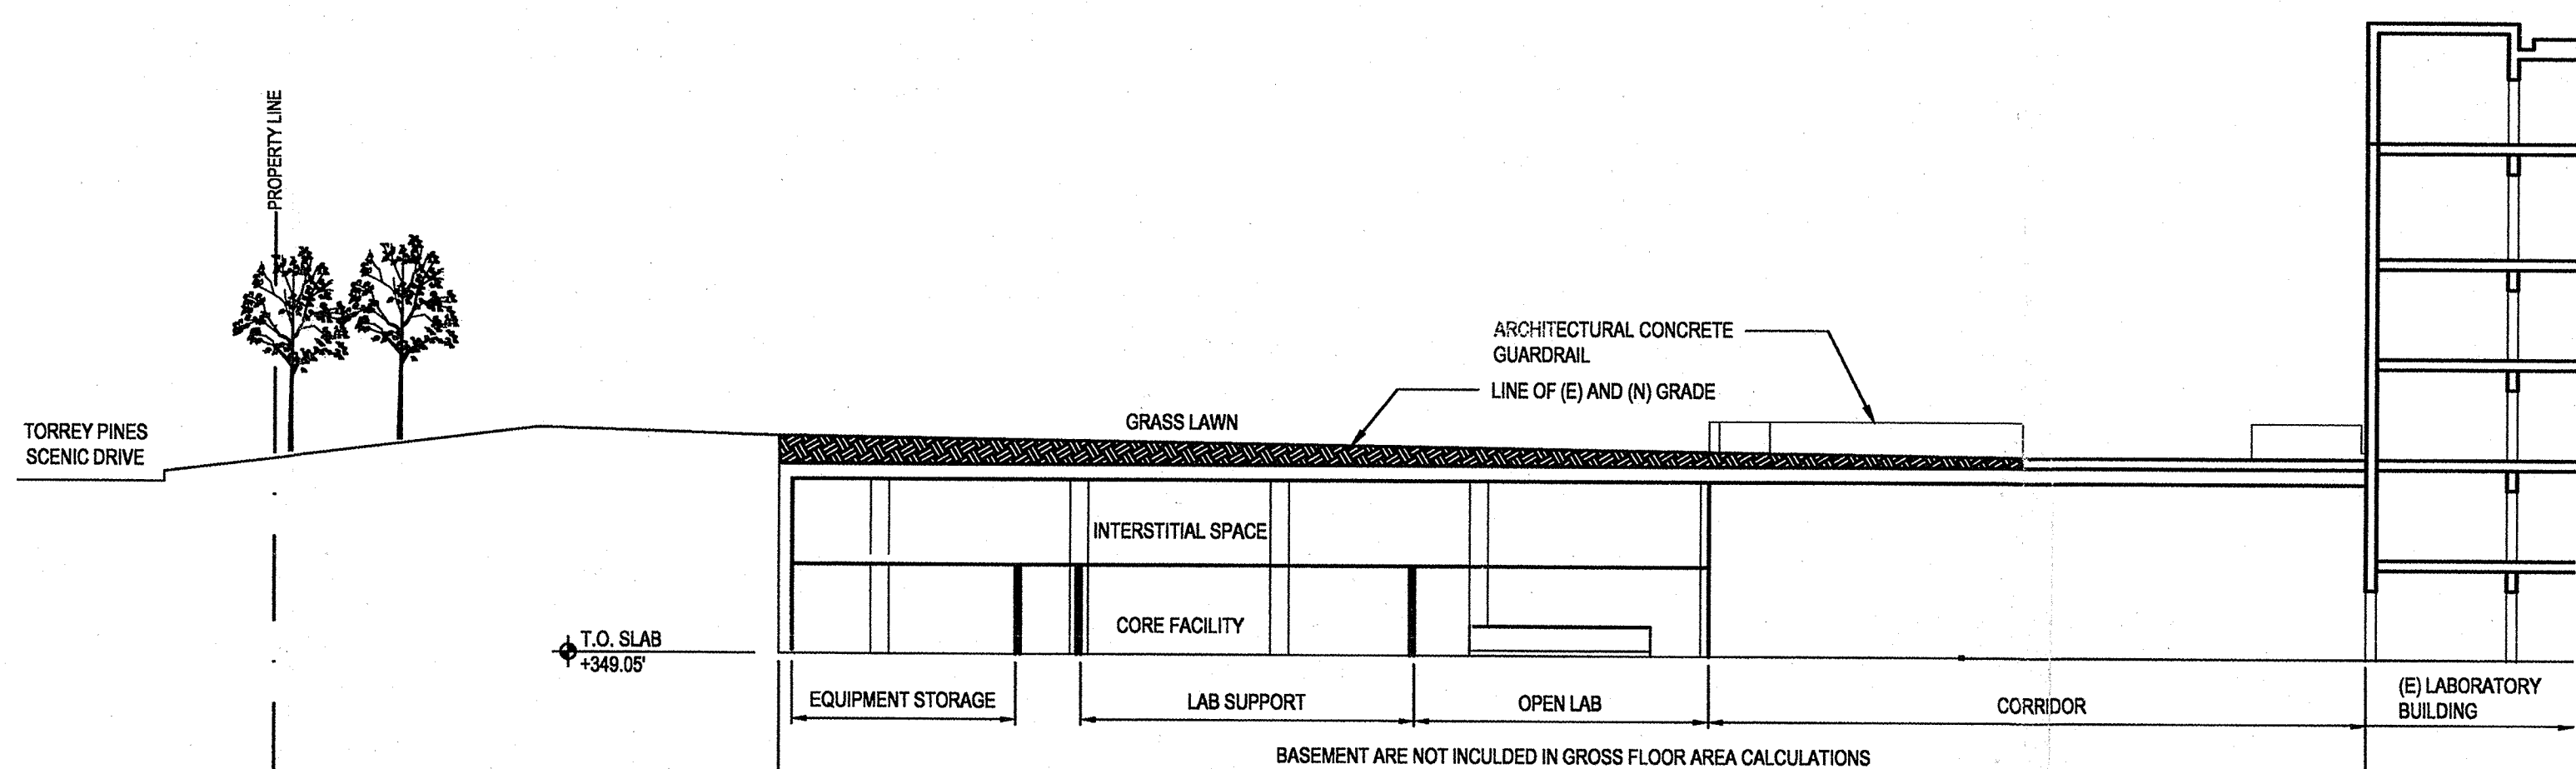 PROPERTY LINE
TORREY PINES
SCENIC DRIVE
ARCHITECTURAL CONCRETE
GUARDRAIL
LINE OF (E) AND (N) GRADE
GRASS LAWN
INTERSTITIAL SPACE
CORE FACILITY
T.O. SLAB
+349.05'
EQUIPMENT STORAGE
LAB SUPPORT
OPEN LAB
CORRIDOR
(E) LABORATORY
BUILDING
BASEMENT ARE NOT INCULDED IN GROSS FLOOR AREA CALCULATIONS